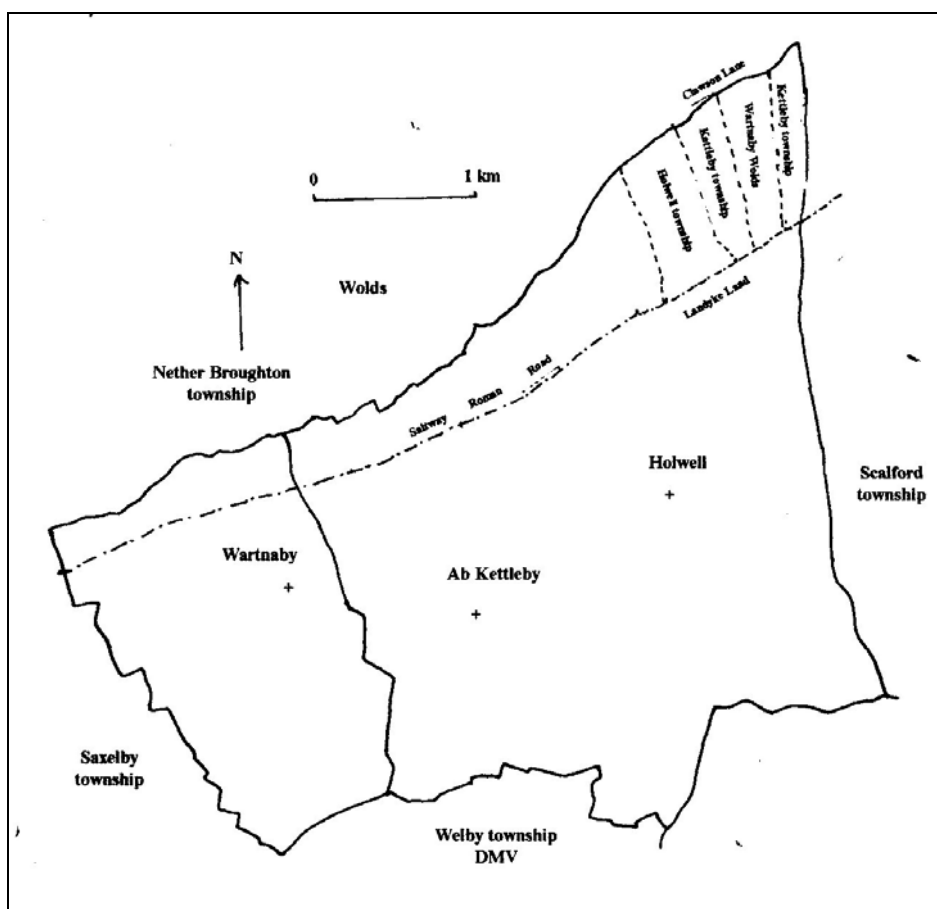 Clawson Lane
Kettleby township
Wartnaby Wolds
Kettleby township
Holwell township
0 1 km
N
Wolds
Landyke Land
Nether Broughton
township
Saltway Roman Road
Holwell
Scalford
township
Wartnaby
Ab Kettleby
Saxelby
township
Welby township
DMV